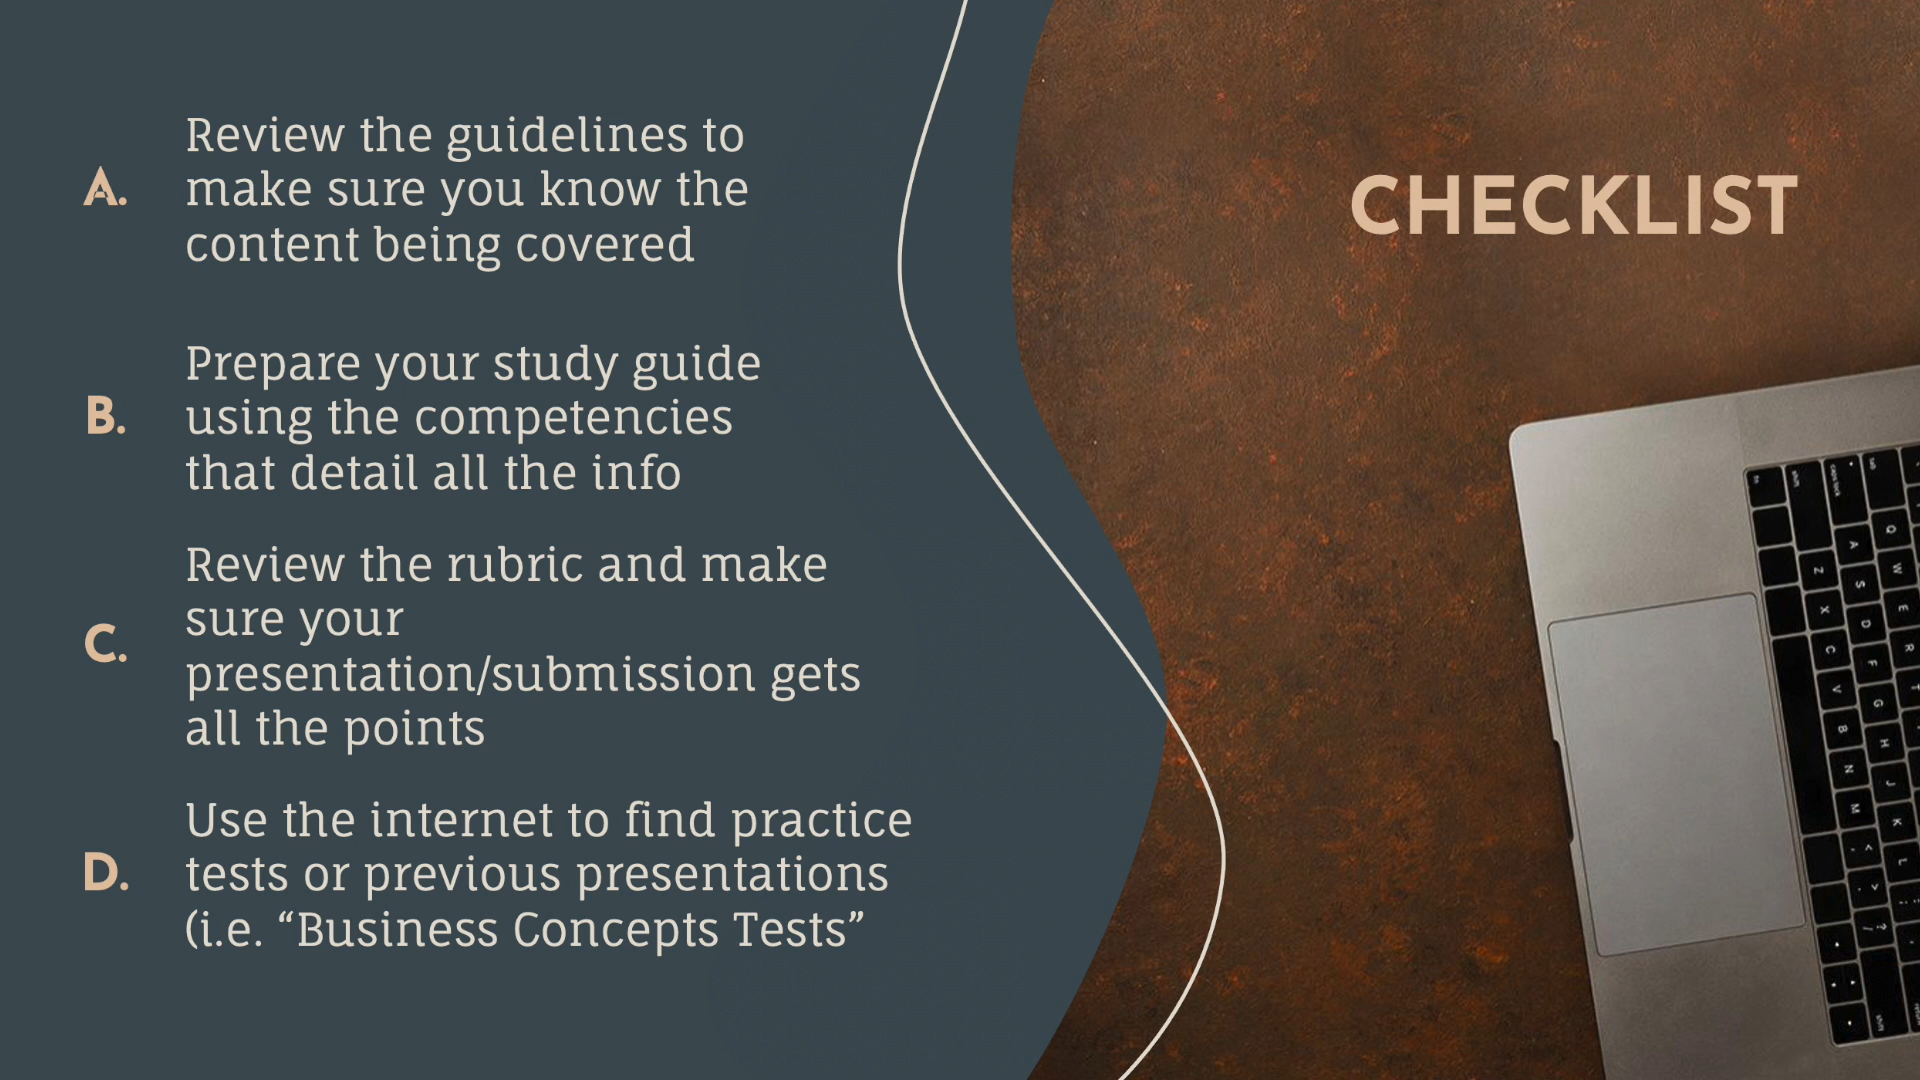 CHECKLIST
A.
Review the guidelines to
make sure you know the
content being covered
B.
Prepare your study guide
using the competencies
that detail all the info
C.
Review the rubric and make
sure your
presentation/submission gets
all the points
D.
Use the internet to find practice
tests or previous presentations
(i.e. “Business Concepts Tests”